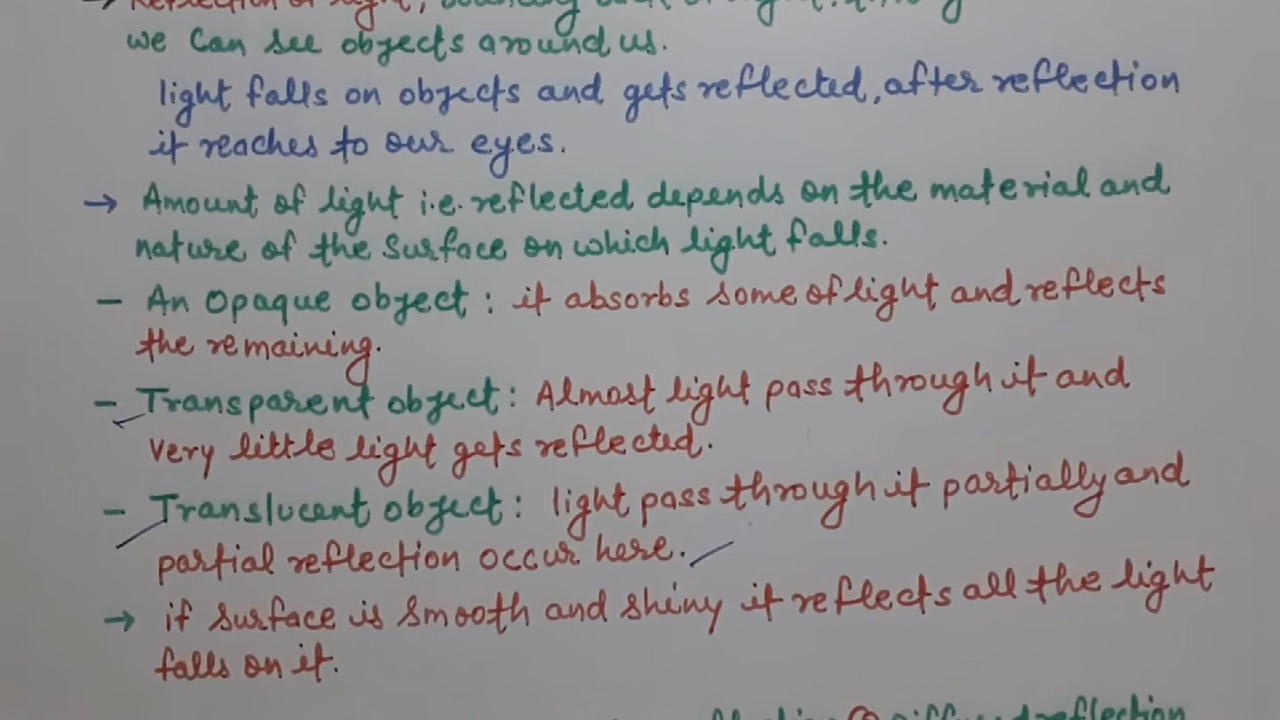 → Reflection of light,
we can see objects around us.
light falls on objects and gets reflected, after reflection
it reaches to our eyes.
→ Amount of light i.e. reflected depends on the material and
nature of the surface on which light falls.
- An Opaque object : it absorbs some of light and reflects
the remaining.
- Transparent object : Almost light pass through it and
very little light gets reflected.
- Translucent object : light pass through it partially and
partial reflection occur here.
→ if surface is smooth and shiny it reflects all the light
falls on it.
reflection